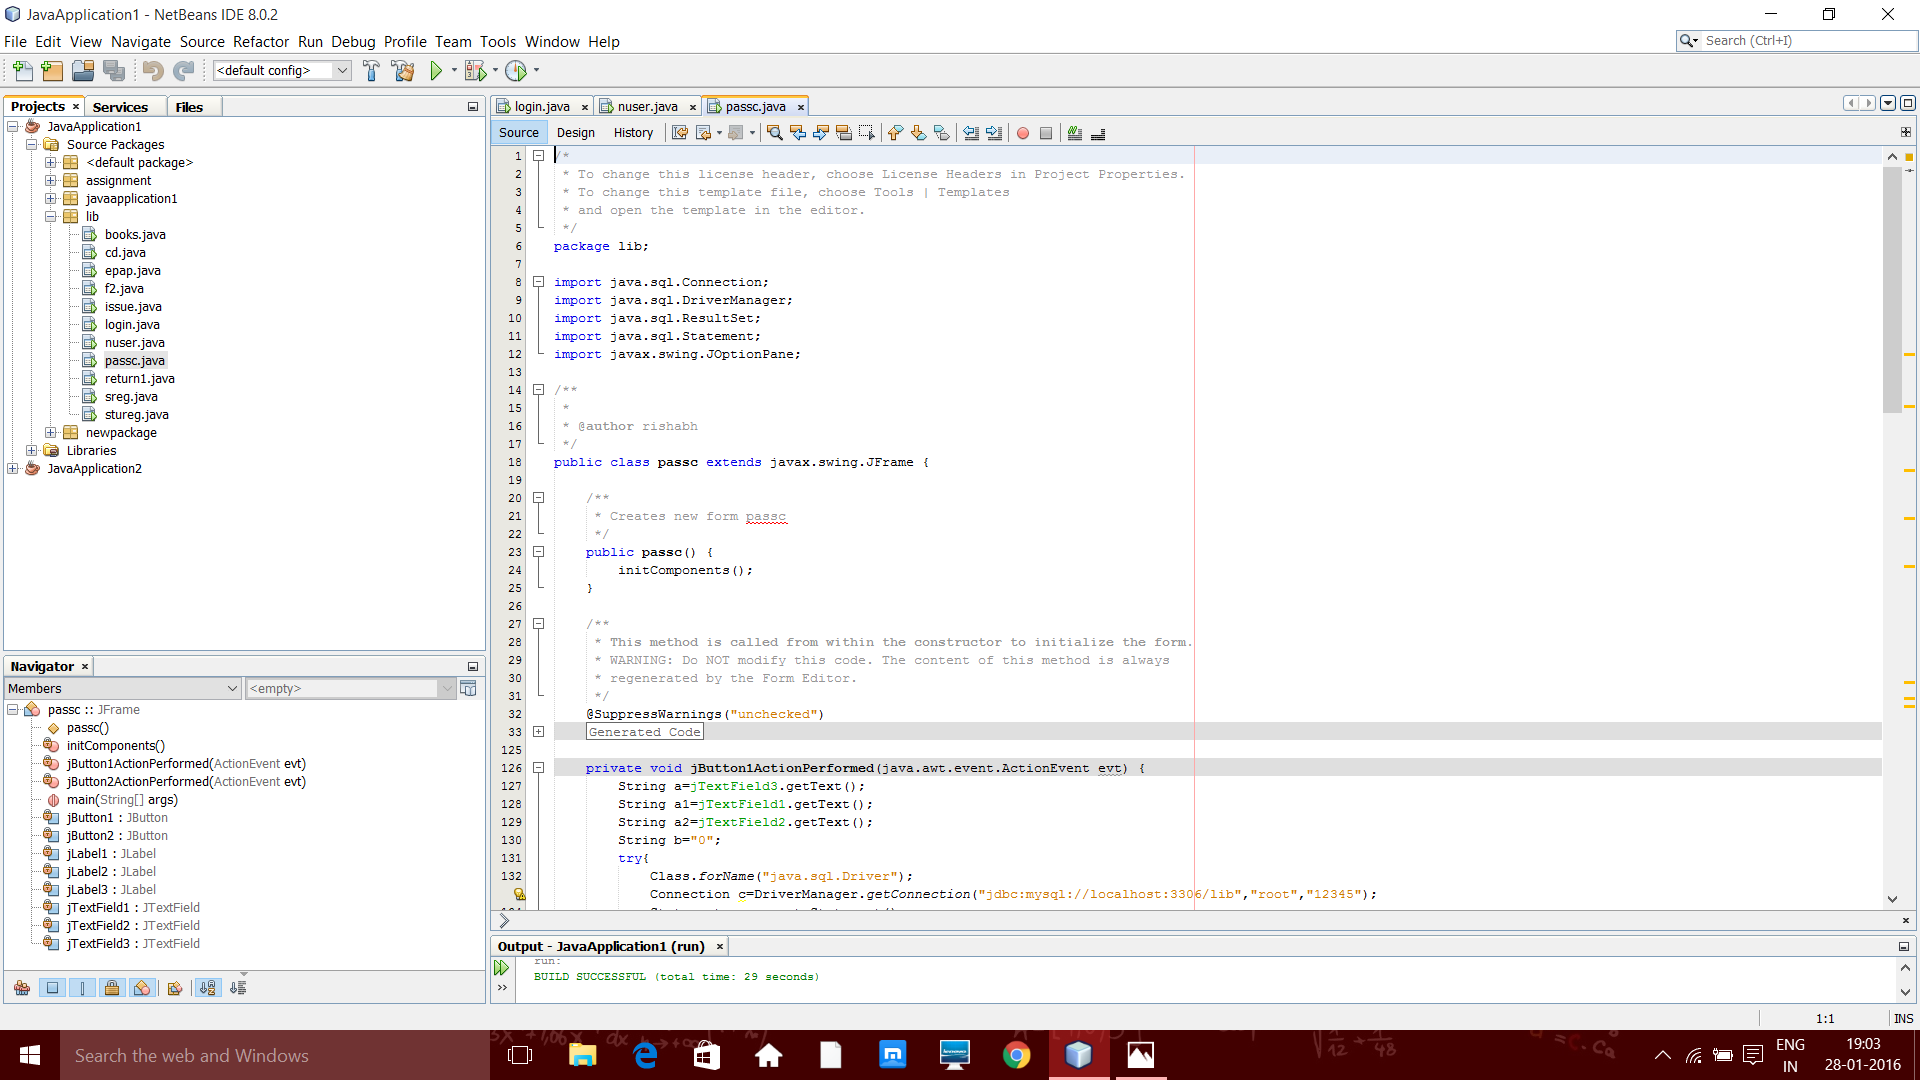 JavaApplication1 - NetBeans IDE 8.0.2
File Edit View Navigate Source Refactor Run Debug Profile Team Tools Window Help
Search (Ctrl+I)
<default config>
Projects
Services
Files
JavaApplication1
Source Packages
<default package>
assignment
javaapplication1
lib
books.java
cd.java
epap.java
f2.java
issue.java
login.java
nuser.java
passc.java
return1.java
sreg.java
stureg.java
newpackage
Libraries
JavaApplication2
Navigator
Members
<empty>
passc :: JFrame
passc()
initComponents()
jButton1ActionPerformed(ActionEvent evt)
jButton2ActionPerformed(ActionEvent evt)
main(String[] args)
jButton1 : JButton
jButton2 : JButton
jLabel1 : JLabel
jLabel2 : JLabel
jLabel3 : JLabel
jTextField1 : JTextField
jTextField2 : JTextField
jTextField3 : JTextField
login.java
nuser.java
passc.java
Source Design History
1 /*
2 * To change this license header, choose License Headers in Project Properties.
3 * To change this template file, choose Tools | Templates
4 * and open the template in the editor.
5 */
6 package lib;
7
8 import java.sql.Connection;
9 import java.sql.DriverManager;
10 import java.sql.ResultSet;
11 import java.sql.Statement;
12 import javax.swing.JOptionPane;
13
14 /**
15 *
16 * @author rishabh
17 */
18 public class passc extends javax.swing.JFrame {
19
20 /**
21 * Creates new form passc
22 */
23 public passc() {
24 initComponents();
25 }
26
27 /**
28 * This method is called from within the constructor to initialize the form.
29 * WARNING: Do NOT modify this code. The content of this method is always
30 * regenerated by the Form Editor.
31 */
32 @SuppressWarnings("unchecked")
33 Generated Code
125
126 private void jButton1ActionPerformed(java.awt.event.ActionEvent evt) {
127 String a=jTextField3.getText();
128 String a1=jTextField1.getText();
129 String a2=jTextField2.getText();
130 String b="0";
131 try{
132 Class.forName("java.sql.Driver");
Connection c=DriverManager.getConnection("jdbc:mysql://localhost:3306/lib","root","12345");
Output - JavaApplication1 (run)
run:
BUILD SUCCESSFUL (total time: 29 seconds)
1:1
INS
Search the web and Windows
ENG
IN
19:03
28-01-2016